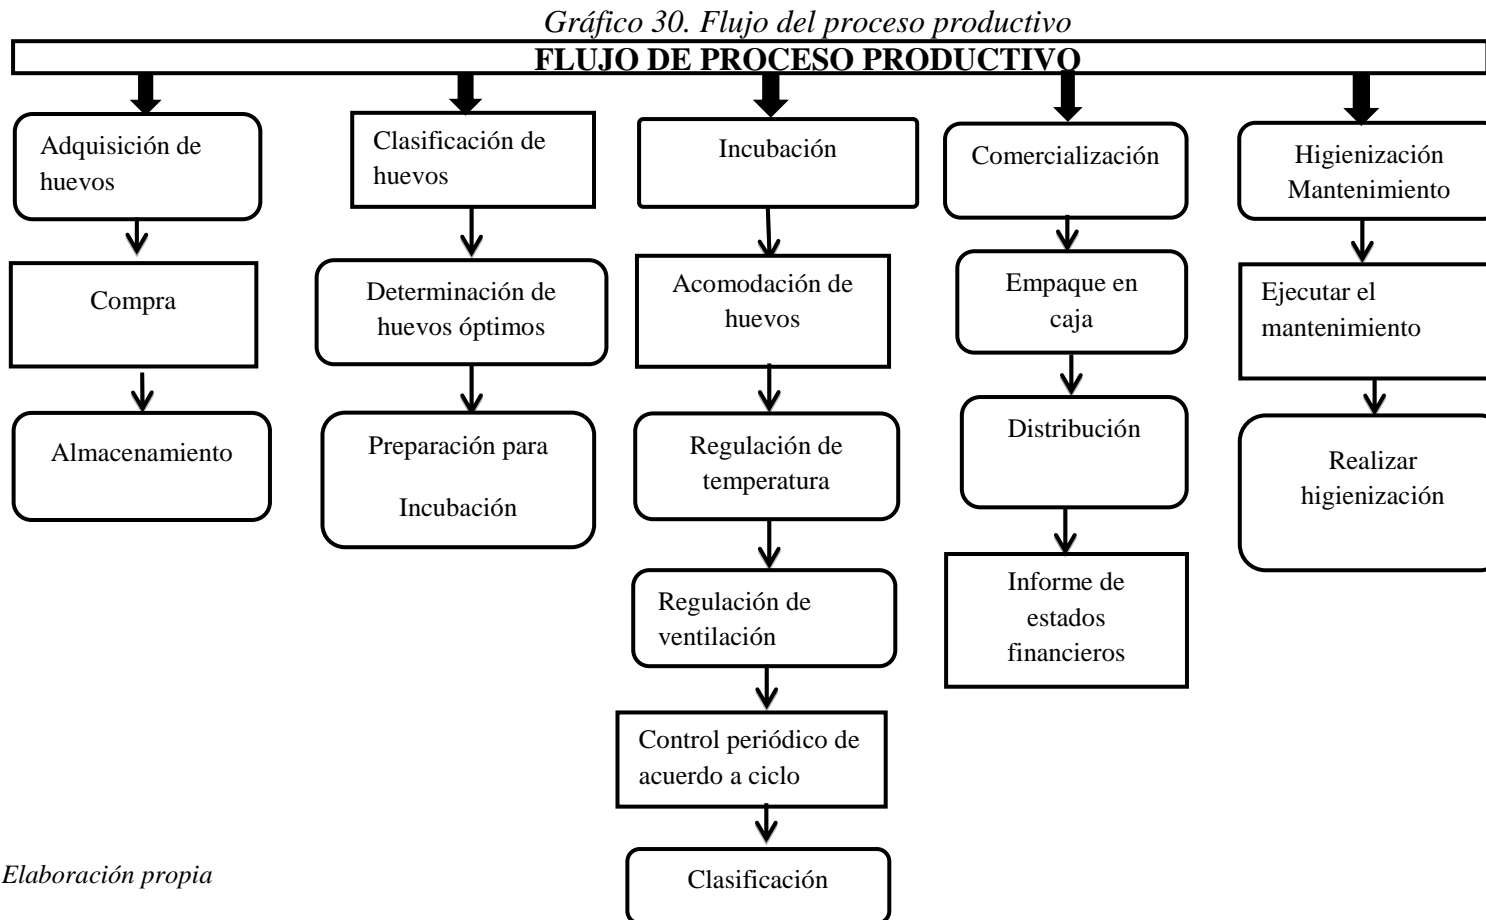 Gráfico 30. Flujo del proceso productivo
FLUJO DE PROCESO PRODUCTIVO
Adquisición de
huevos
Compra
Almacenamiento
Clasificación de
huevos
Determinación de
huevos óptimos
Preparación para
Incubación
Incubación
Acomodación de
huevos
Regulación de
temperatura
Regulación de
ventilación
Control periódico de
acuerdo a ciclo
Clasificación
Comercialización
Empaque en
caja
Distribución
Informe de
estados
financieros
Higienización
Mantenimiento
Ejecutar el
mantenimiento
Realizar
higienización
Elaboración propia